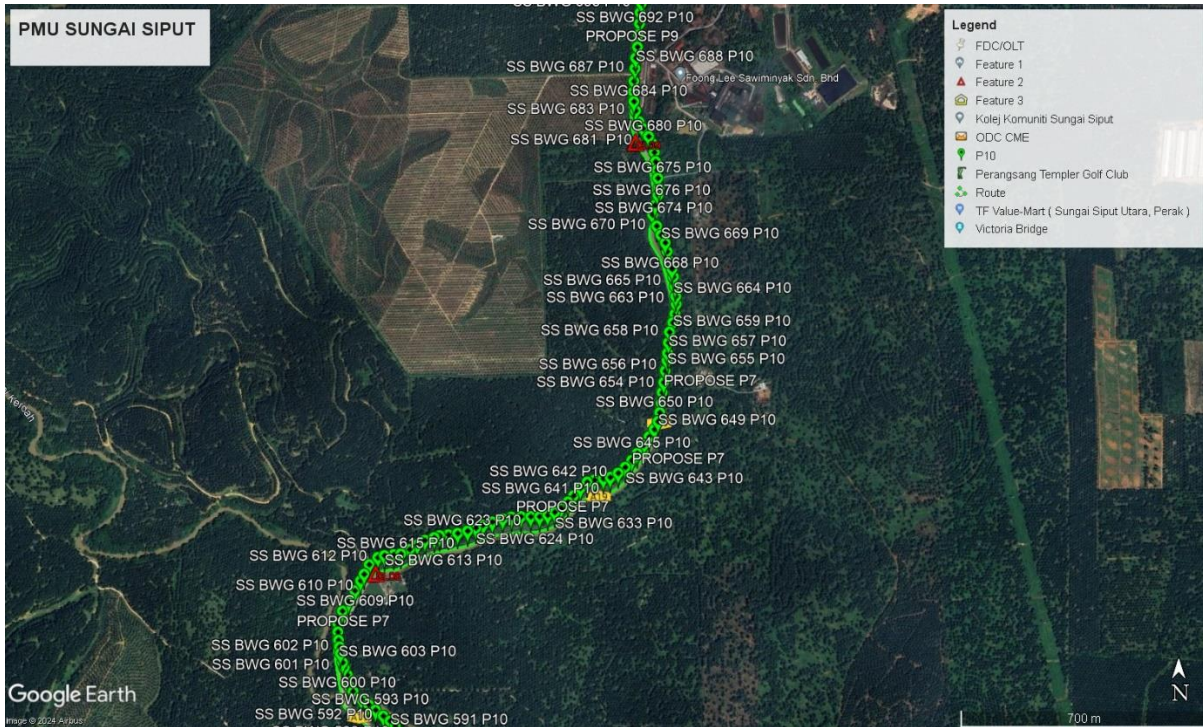 PMU SUNGAI SIPUT
SS BWG 692 P10
PROPOSE P9
SS BWG 688 P10
SS BWG 687 P10
Foong Lee Sawiminyak Sdn. Bhd
SS BWG 684 P10
SS BWG 683 P10
SS BWG 680 P10
SS BWG 681 P10
SS BWG 675 P10
SS BWG 676 P10
SS BWG 674 P10
SS BWG 670 P10
SS BWG 669 P10
SS BWG 668 P10
SS BWG 665 P10
SS BWG 664 P10
SS BWG 663 P10
SS BWG 659 P10
SS BWG 658 P10
SS BWG 657 P10
SS BWG 655 P10
SS BWG 656 P10
SS BWG 654 P10
PROPOSE P7
SS BWG 650 P10
SS BWG 649 P10
SS BWG 645 P10
PROPOSE P7
SS BWG 642 P10
SS BWG 643 P10
SS BWG 641 P10
A19
PROPOSE P7
SS BWG 623 P10
SS BWG 633 P10
SS BWG 624 P10
SS BWG 615 P10
SS BWG 612 P10
SS BWG 613 P10
SS BWG 610 P10
SS BWG 609 P10
PROPOSE P7
SS BWG 602 P10
SS BWG 603 P10
SS BWG 601 P10
SS BWG 600 P10
SS BWG 593 P10
SS BWG 592 P10
SS BWG 591 P10
Legend
FDC/OLT
Feature 1
Feature 2
Feature 3
Kolej Komuniti Sungai Siput
ODC CME
P10
Perangsang Templer Golf Club
Route
TF Value-Mart ( Sungai Siput Utara, Perak )
Victoria Bridge
Google Earth
Image © 2024 Airbus
N
700 m